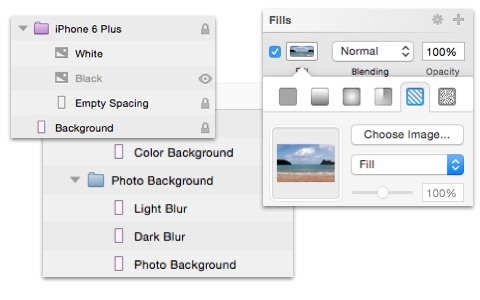 iPhone 6 Plus
White
Black
Empty Spacing
Background
Color Background
Photo Background
Light Blur
Dark Blur
Photo Background
Fills
Normal
100%
Blending
Opacity
Choose Image...
Fill
100%